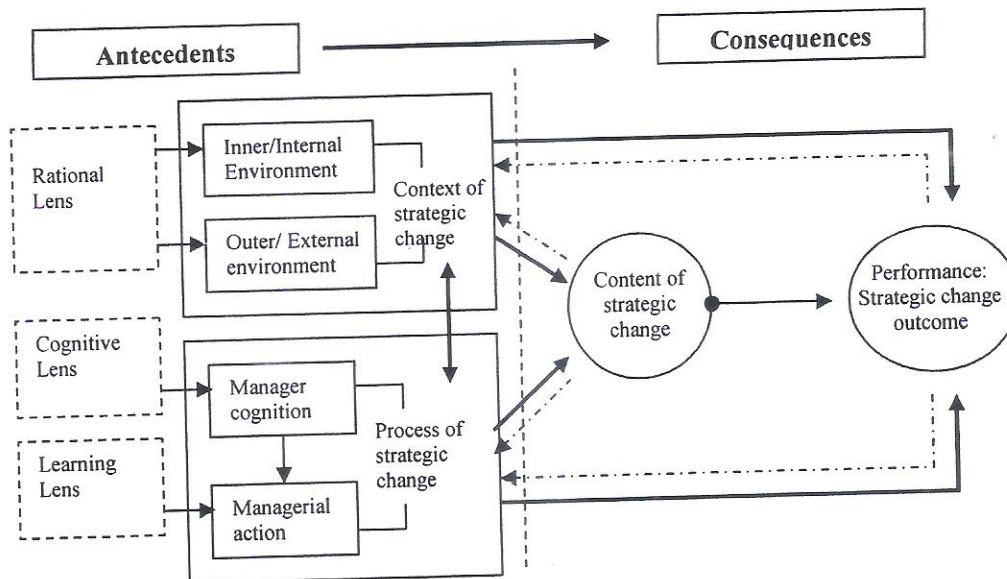 Antecedents
Consequences
Rational
Lens
Inner/Internal
Environment
Outer/ External
environment
Context of
strategic
change
Cognitive
Lens
Learning
Lens
Manager
cognition
Managerial
action
Process of
strategic
change
Content of
strategic
change
Performance:
Strategic change
outcome